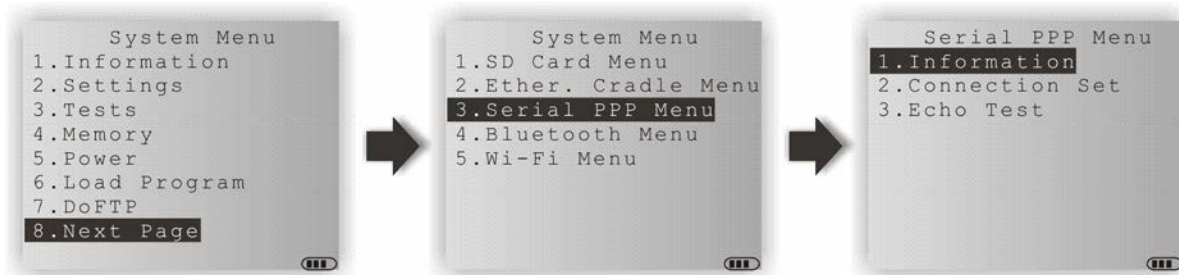 System Menu
1.Information
2.Settings
3.Tests
4.Memory
5.Power
6.Load Program
7.DoFTP
8.Next Page
System Menu
1.SD Card Menu
2.Ether. Cradle Menu
3.Serial PPP Menu
4.Bluetooth Menu
5.Wi-Fi Menu
Serial PPP Menu
1.Information
2.Connection Set
3.Echo Test